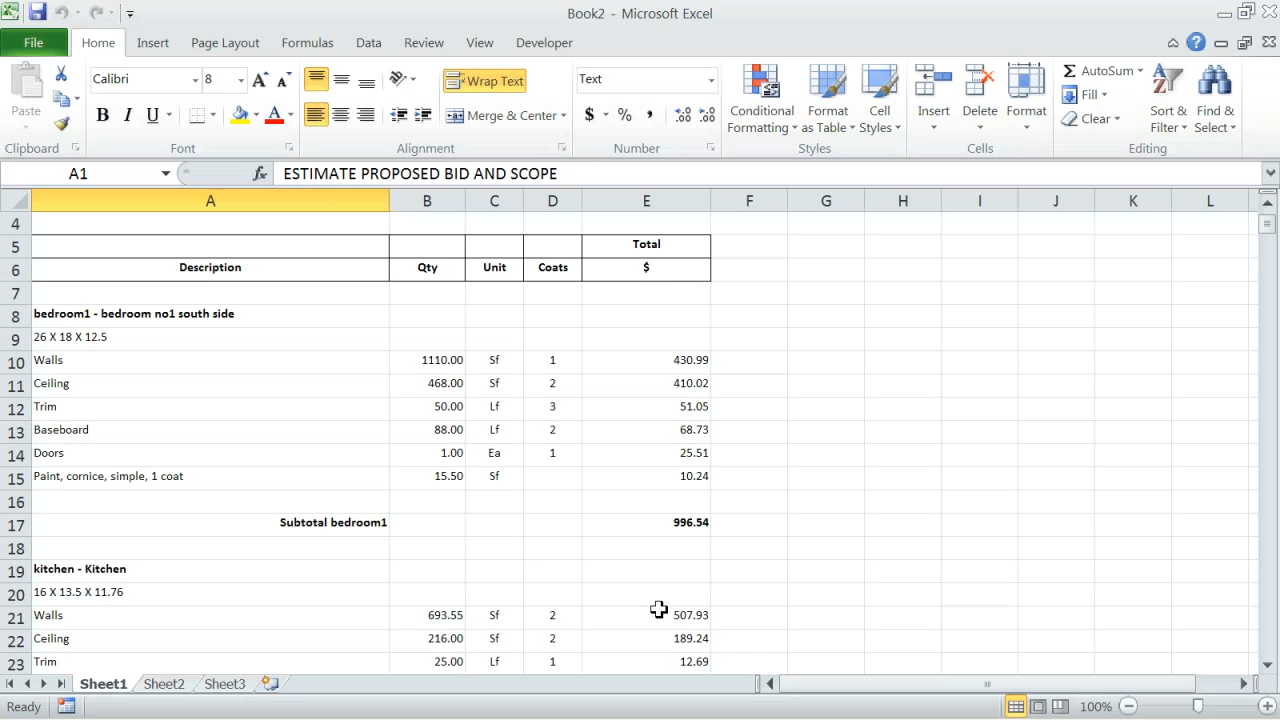 Book2 - Microsoft Excel
File Home Insert Page Layout Formulas Data Review View Developer
Paste
Calibri 8
B I U
Wrap Text
Merge & Center
Text
$ % ,
Conditional Formatting
Format as Table
Cell Styles
Insert Delete Format
AutoSum
Fill
Clear
Sort & Filter
Find & Select
Clipboard Font Alignment Number Styles Cells Editing
A1 fx ESTIMATE PROPOSED BID AND SCOPE
A B C D E F G H I J K L
4
5 Total
6 Description Qty Unit Coats $
7
8 bedroom1 - bedroom no1 south side
9 26 X 18 X 12.5
10 Walls 1110.00 Sf 1 430.99
11 Ceiling 468.00 Sf 2 410.02
12 Trim 50.00 Lf 3 51.05
13 Baseboard 88.00 Lf 2 68.73
14 Doors 1.00 Ea 1 25.51
15 Paint, cornice, simple, 1 coat 15.50 Sf 10.24
16
17 Subtotal bedroom1 996.54
18
19 kitchen - Kitchen
20 16 X 13.5 X 11.76
21 Walls 693.55 Sf 2 507.93
22 Ceiling 216.00 Sf 2 189.24
23 Trim 25.00 Lf 1 12.69
Sheet1 Sheet2 Sheet3
Ready 100%